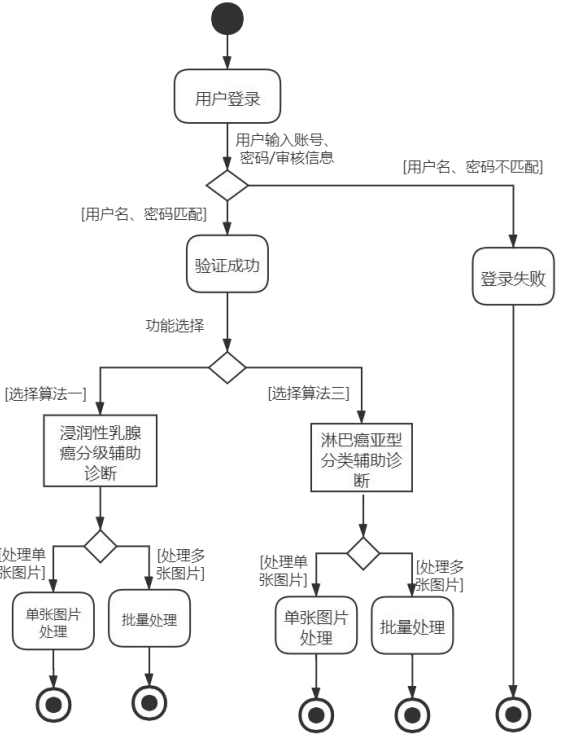 用户登录
用户输入账号、
密码/审核信息
[用户名、密码不匹配]
[用户名、密码匹配]
验证成功
登录失败
功能选择
[选择算法一]
[选择算法三]
浸润性乳腺
癌分级辅助
诊断
淋巴癌亚型
分类辅助诊
断
[处理单
张图片]
[处理多
张图片]
[处理单
张图片]
[处理多
张图片]
单张图片
处理
批量处理
单张图片
处理
批量处理